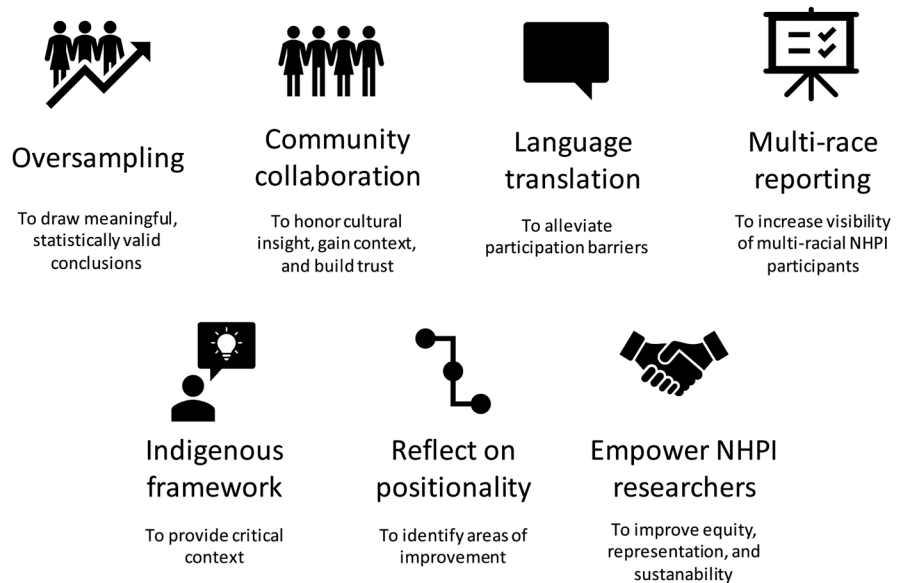 Oversampling
To draw meaningful,
statistically valid
conclusions
Community
collaboration
To honor cultural
insight, gain context,
and build trust
Language
translation
To alleviate
participation barriers
Multi-race
reporting
To increase visibility
of multi-racial NHPI
participants
Indigenous
framework
To provide critical
context
Reflect on
positionality
To identify areas of
improvement
Empower NHPI
researchers
To improve equity,
representation, and
sustanability